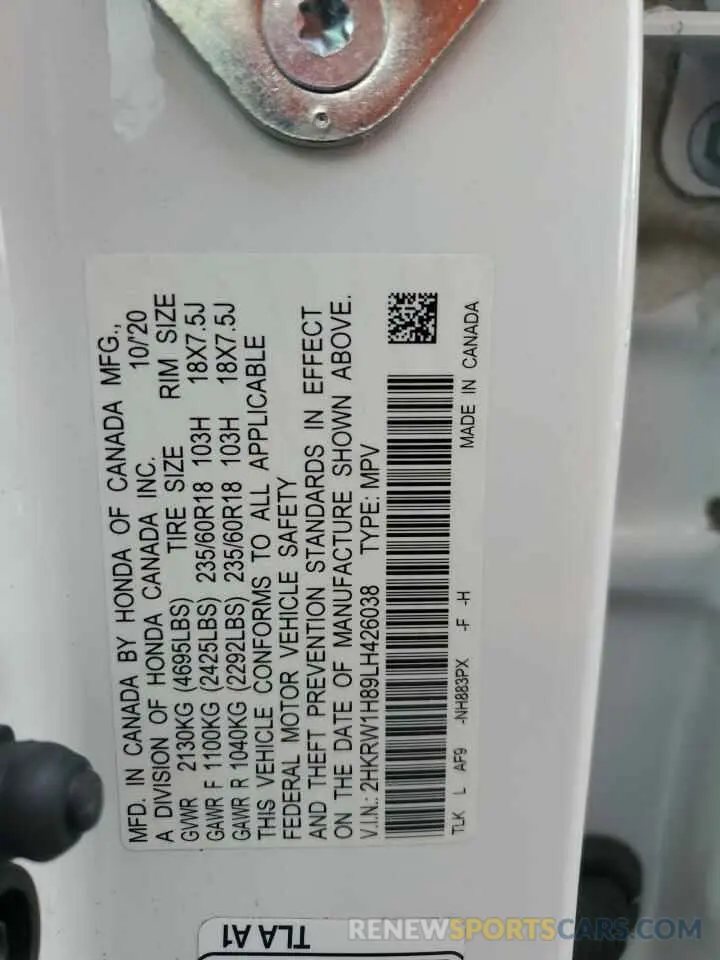 MFD. IN CANADA BY HONDA OF CANADA MFG.,
A DIVISION OF HONDA CANADA INC. 10/'20
GVWR 2130KG (4695LBS) TIRE SIZE RIM SIZE
GAWR F 1100KG (2425LBS) 235/60R18 103H 18X7.5J
GAWR R 1040KG (2292LBS) 235/60R18 103H 18X7.5J
THIS VEHICLE CONFORMS TO ALL APPLICABLE
FEDERAL MOTOR VEHICLE SAFETY
AND THEFT PREVENTION STANDARDS IN EFFECT
ON THE DATE OF MANUFACTURE SHOWN ABOVE.
V.I.N.: 2HKRW1H89LH426038 TYPE: MPV
TLK L AF9 -NH883PX -F -H MADE IN CANADA
TLA A1
RENEWSPORTSCARS.COM